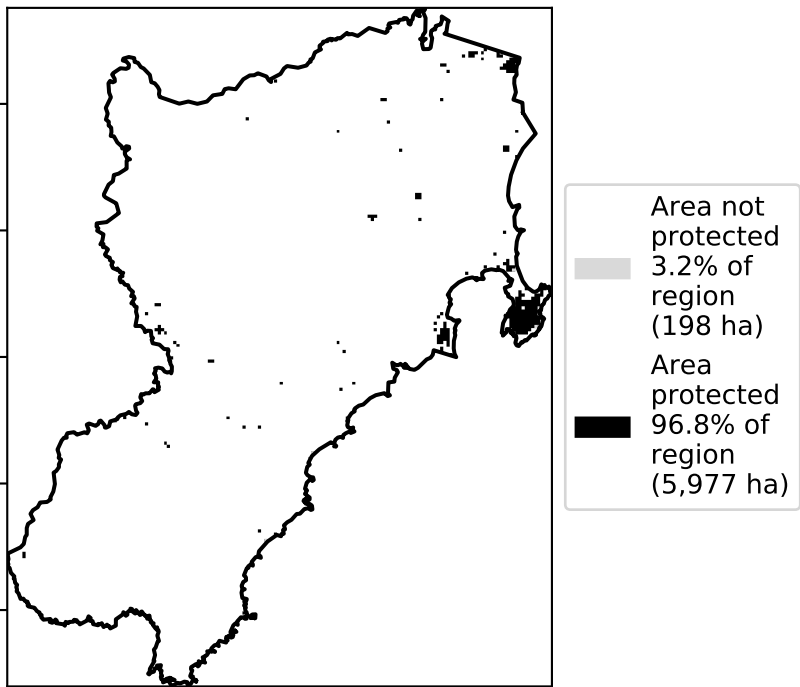 Area not
protected
3.2% of
region
(198 ha)
Area
protected
96.8% of
region
(5,977 ha)